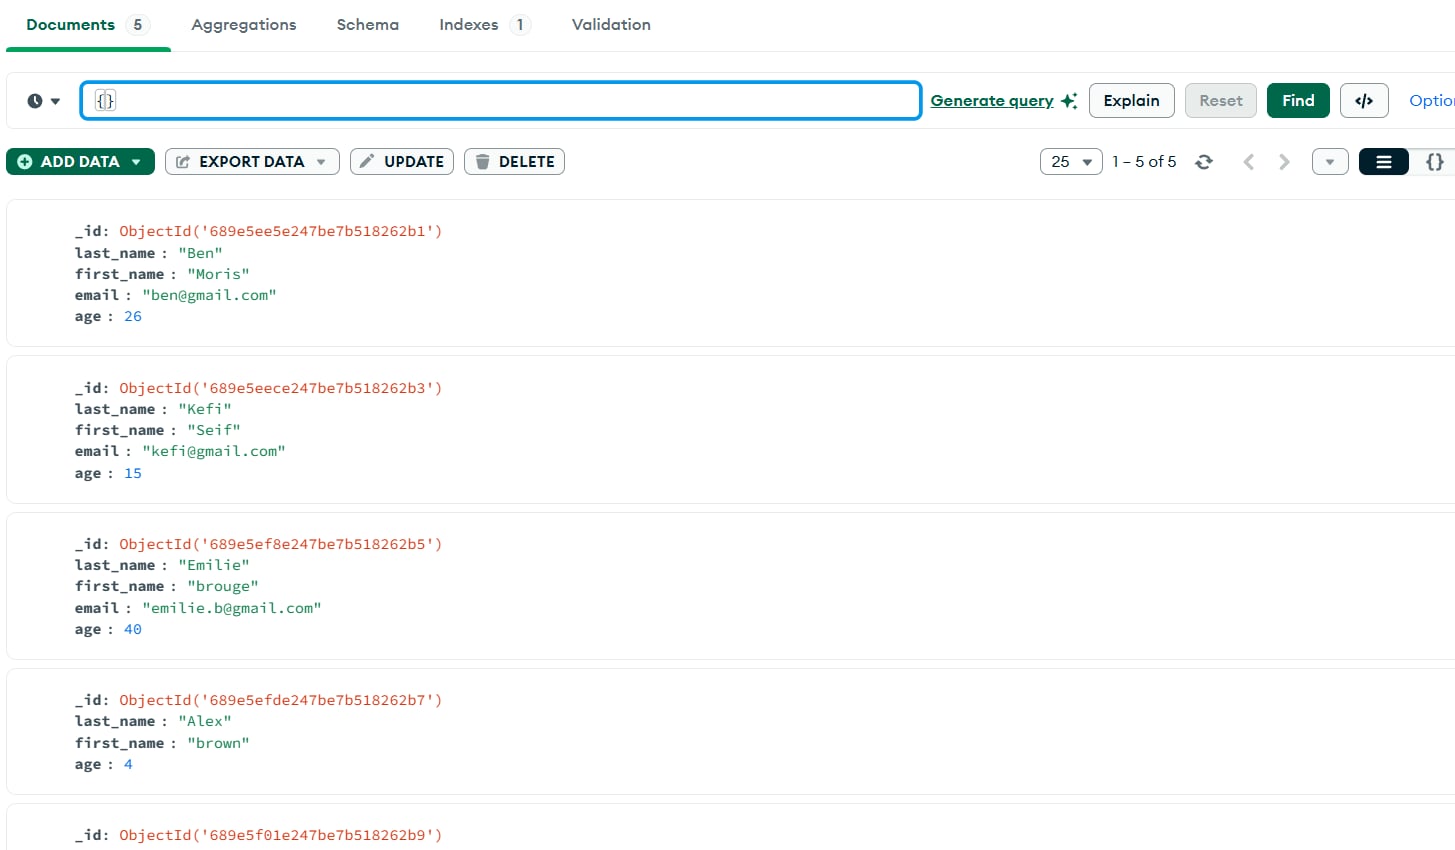 Documents 5 Aggregations Schema Indexes 1 Validation
{} Generate query Explain Reset Find </> Optio
ADD DATA EXPORT DATA UPDATE DELETE 25 1 – 5 of 5 {}
_id: ObjectId('689e5ee5e247be7b518262b1')
last_name : "Ben"
first_name : "Moris"
email : "ben@gmail.com"
age : 26
_id: ObjectId('689e5eece247be7b518262b3')
last_name : "Kefi"
first_name : "Seif"
email : "kefi@gmail.com"
age : 15
_id: ObjectId('689e5ef8e247be7b518262b5')
last_name : "Emilie"
first_name : "brouge"
email : "emilie.b@gmail.com"
age : 40
_id: ObjectId('689e5efde247be7b518262b7')
last_name : "Alex"
first_name : "brown"
age : 4
_id: ObjectId('689e5f01e247be7b518262b9')